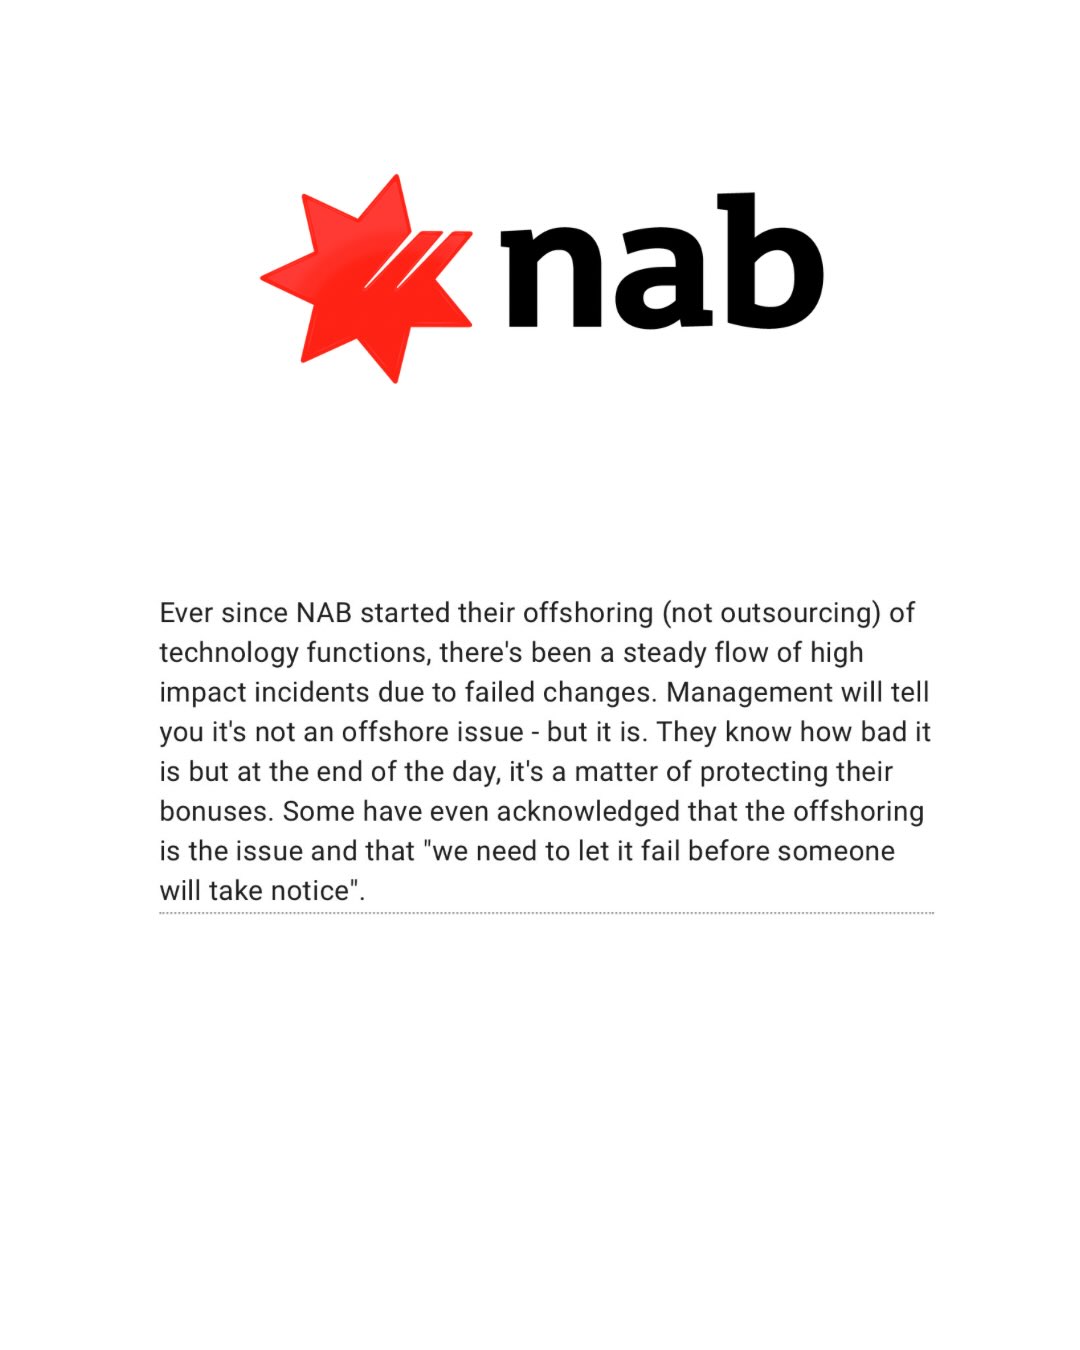 nab
Ever since NAB started their offshoring (not outsourcing) of
technology functions, there's been a steady flow of high
impact incidents due to failed changes. Management will tell
you it's not an offshore issue - but it is. They know how bad it
is but at the end of the day, it's a matter of protecting their
bonuses. Some have even acknowledged that the offshoring
is the issue and that "we need to let it fail before someone
will take notice".